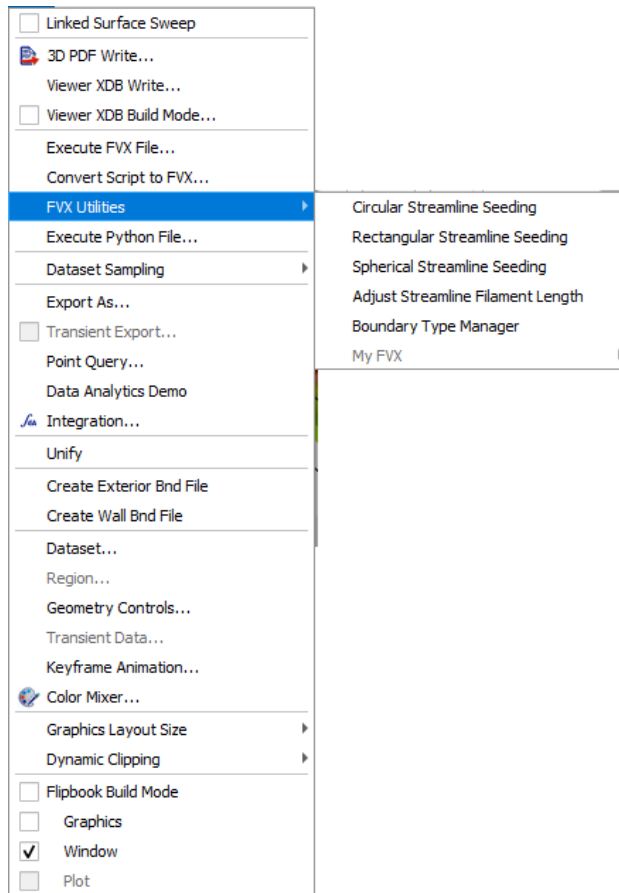 Linked Surface Sweep
3D PDF Write...
Viewer XDB Write...
Viewer XDB Build Mode...
Execute FVX File...
Convert Script to FVX...
FVX Utilities
Circular Streamline Seeding
Rectangular Streamline Seeding
Spherical Streamline Seeding
Adjust Streamline Filament Length
Boundary Type Manager
My FVX
Execute Python File...
Dataset Sampling
Export As...
Transient Export...
Point Query...
Data Analytics Demo
Integration...
Unify
Create Exterior Bnd File
Create Wall Bnd File
Dataset...
Region...
Geometry Controls...
Transient Data...
Keyframe Animation...
Color Mixer...
Graphics Layout Size
Dynamic Clipping
Flipbook Build Mode
Graphics
Window
Plot